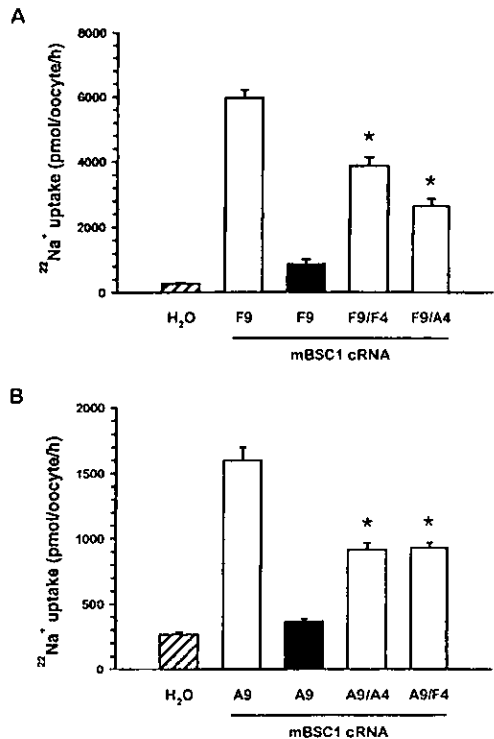 A
²²Na⁺ uptake (pmol/oocyte/h)
8000
6000
4000
2000
0
*
*
H₂O F9 F9 F9/F4 F9/A4
mBSC1 cRNA
B
²²Na⁺ uptake (pmol/oocyte/h)
2000
1500
1000
500
0
*
*
H₂O A9 A9 A9/A4 A9/F4
mBSC1 cRNA